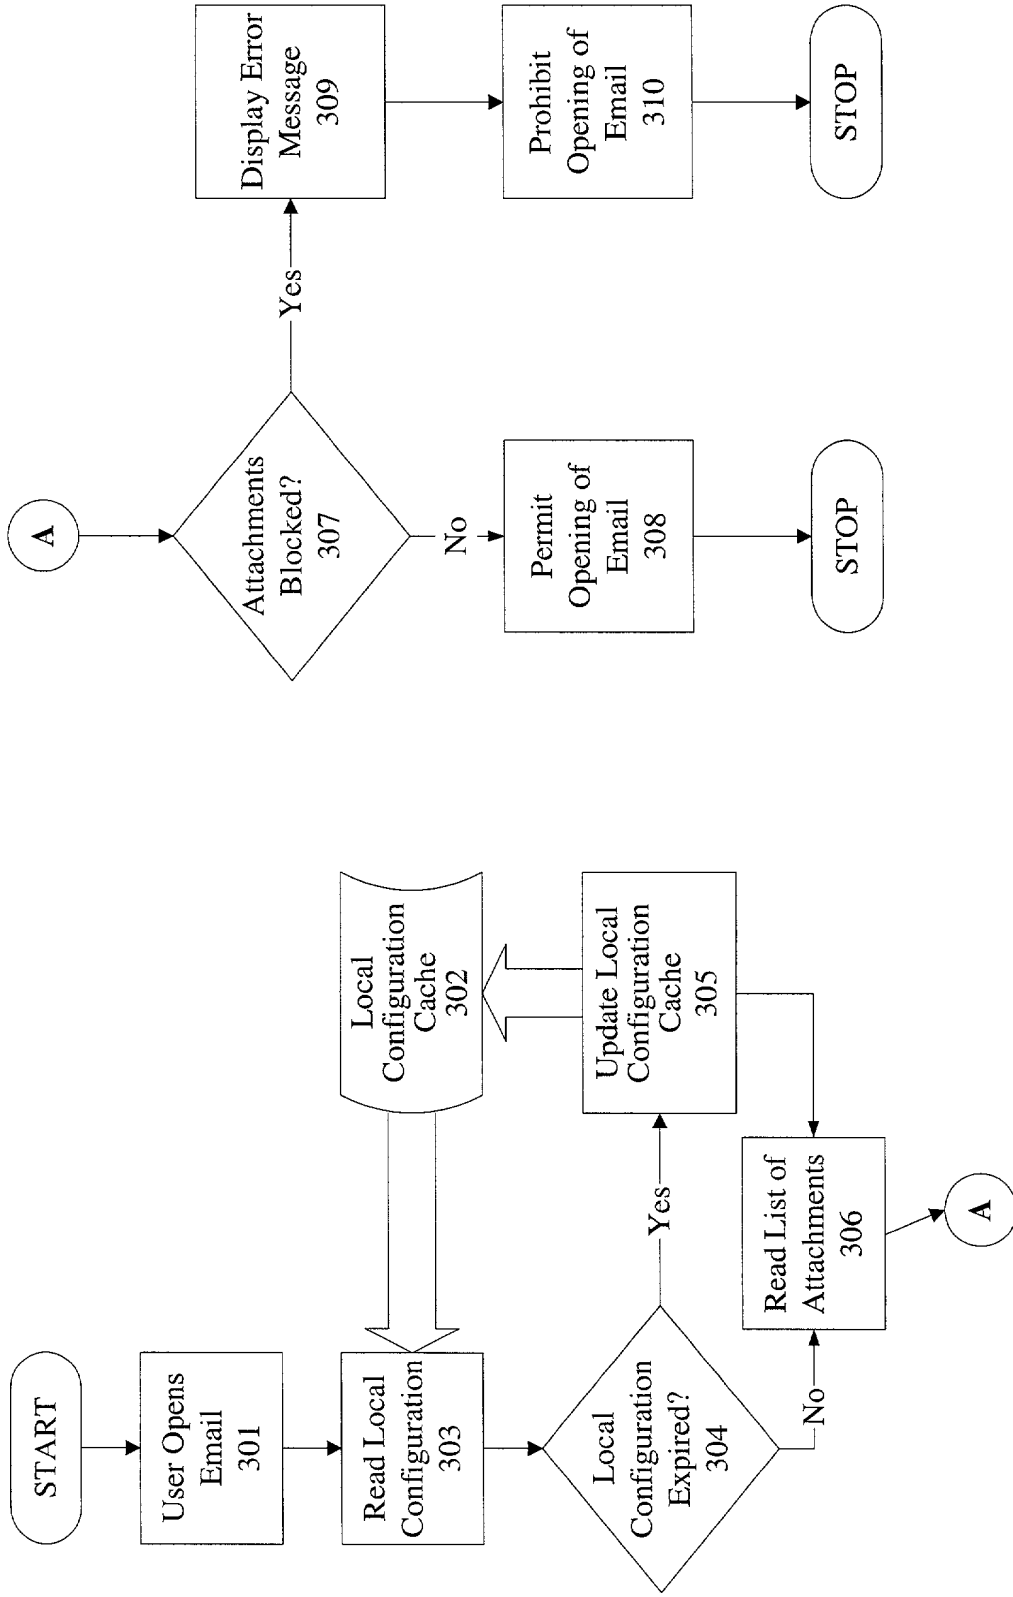 START
User Opens
Email
301
Read Local
Configuration
303
Local
Configuration
Cache
302
Local
Configuration
Expired?
304
Yes
No
Update Local
Configuration
Cache
305
Read List of
Attachments
306
A
A
Attachments
Blocked?
307
Yes
No
Display Error
Message
309
Permit
Opening of
Email
308
Prohibit
Opening of
Email
310
STOP
STOP